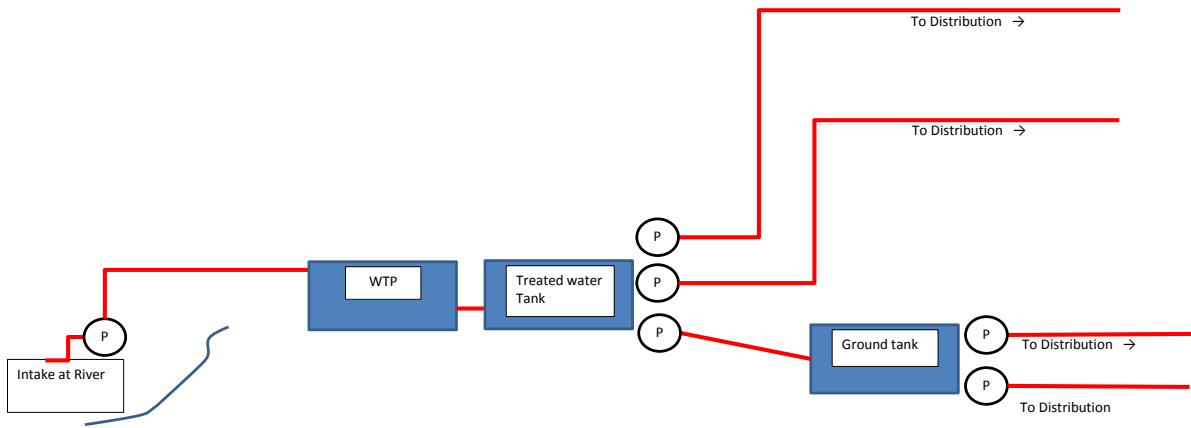 To Distribution →
To Distribution →
P
WTP
Treated water
Tank
P
P
P
Intake at River
P
Ground tank
To Distribution →
P
To Distribution